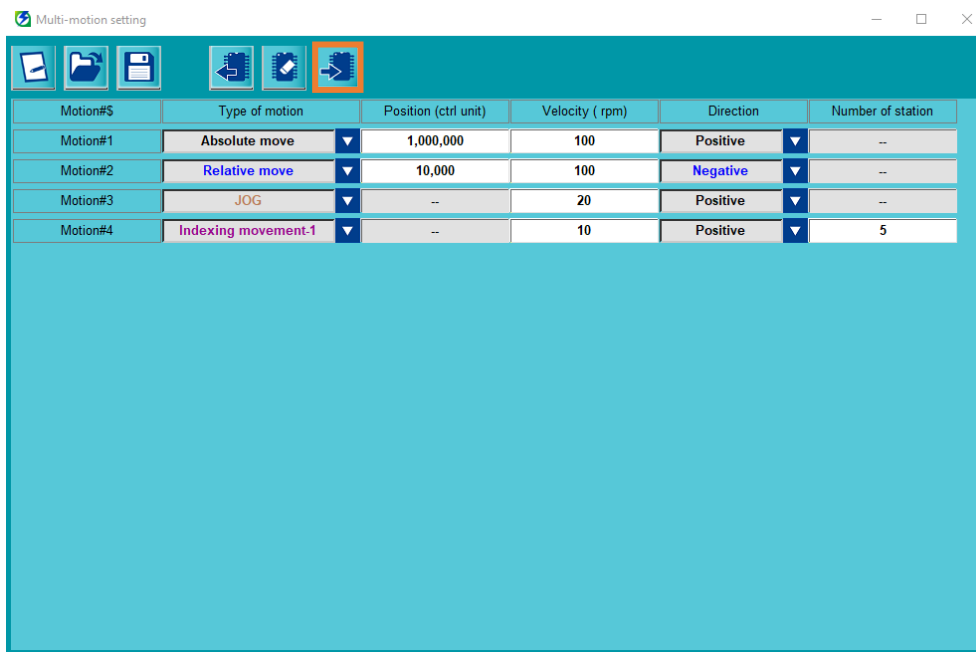 Multi-motion setting
Motion#$ Type of motion Position (ctrl unit) Velocity ( rpm) Direction Number of station
Motion#1 Absolute move 1,000,000 100 Positive --
Motion#2 Relative move 10,000 100 Negative --
Motion#3 JOG -- 20 Positive --
Motion#4 Indexing movement-1 -- 10 Positive 5